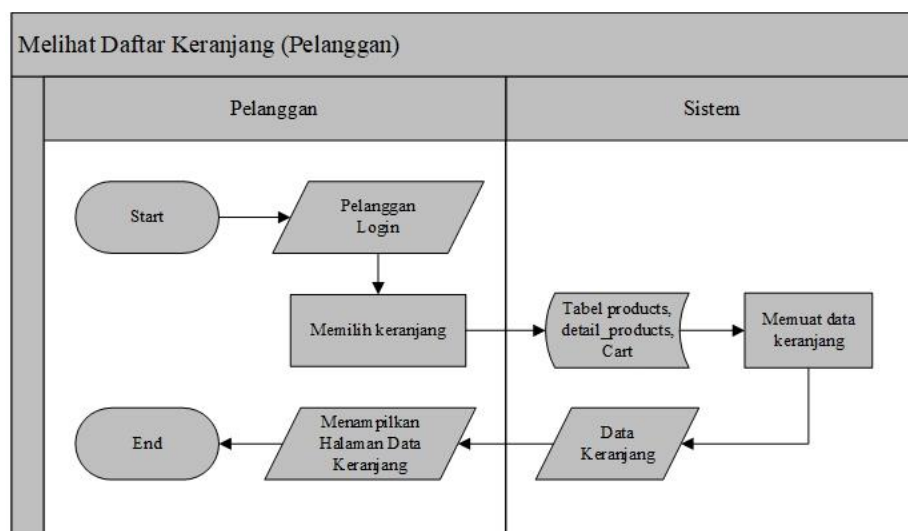 Melihat Daftar Keranjang (Pelanggan)
Pelanggan
Sistem
Start
Pelanggan
Login
Memilih keranjang
Tabel products,
detail_products,
Cart
Memuat data
keranjang
End
Menampilkan
Halaman Data
Keranjang
Data
Keranjang